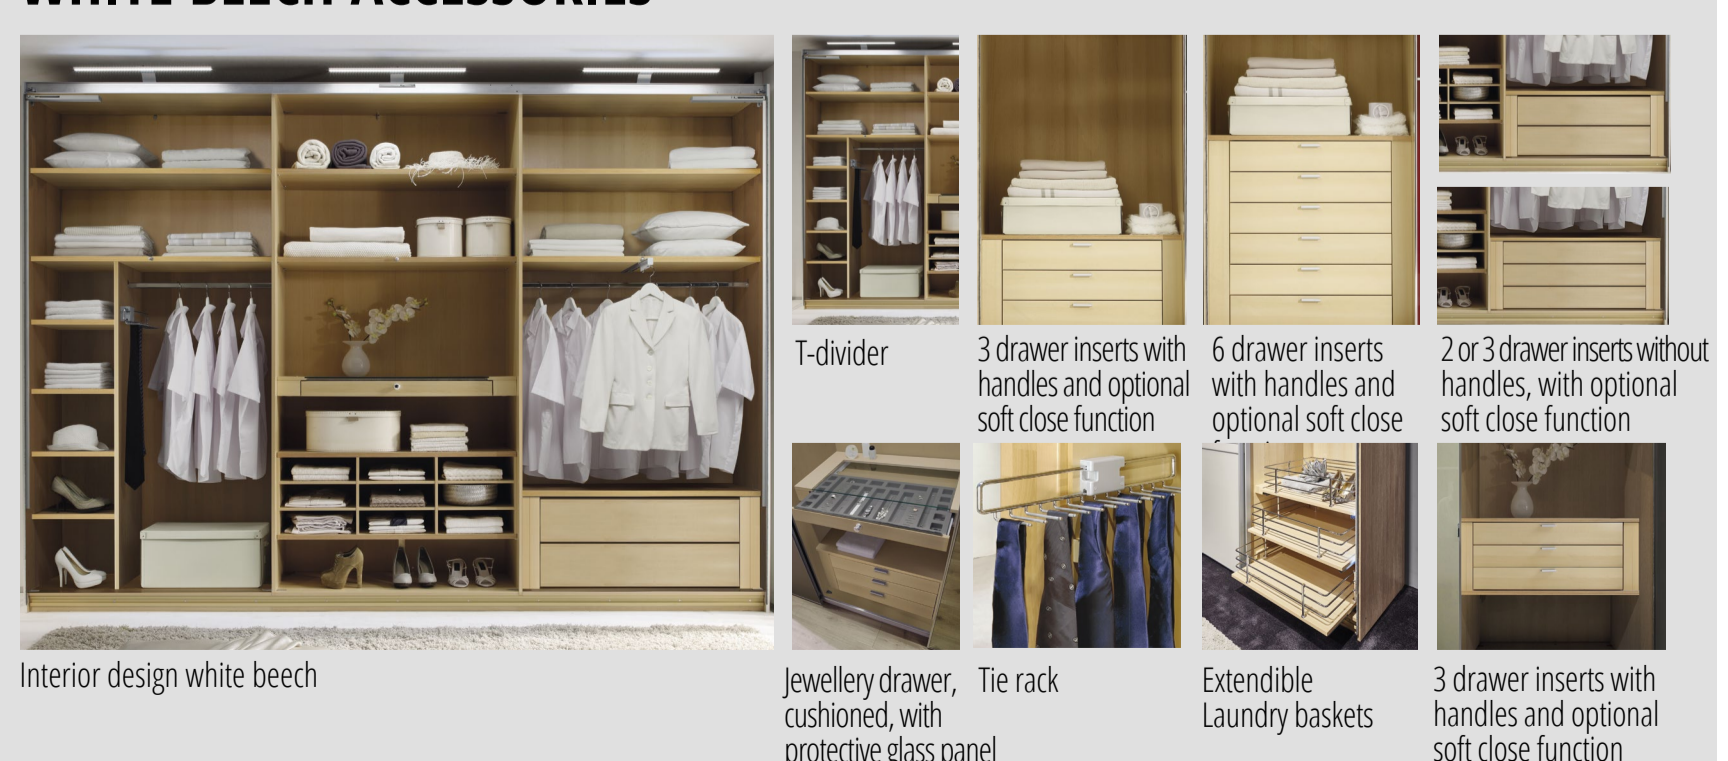 WHITE BEECH ACCESSORIES
T-divider
3 drawer inserts with
handles and optional
soft close function
6 drawer inserts
with handles and
optional soft close
2 or 3 drawer inserts without
handles, with optional
soft close function
Interior design white beech
Jewellery drawer,
cushioned, with
protective glass panel
Tie rack
Extendible
Laundry baskets
3 drawer inserts with
handles and optional
soft close function